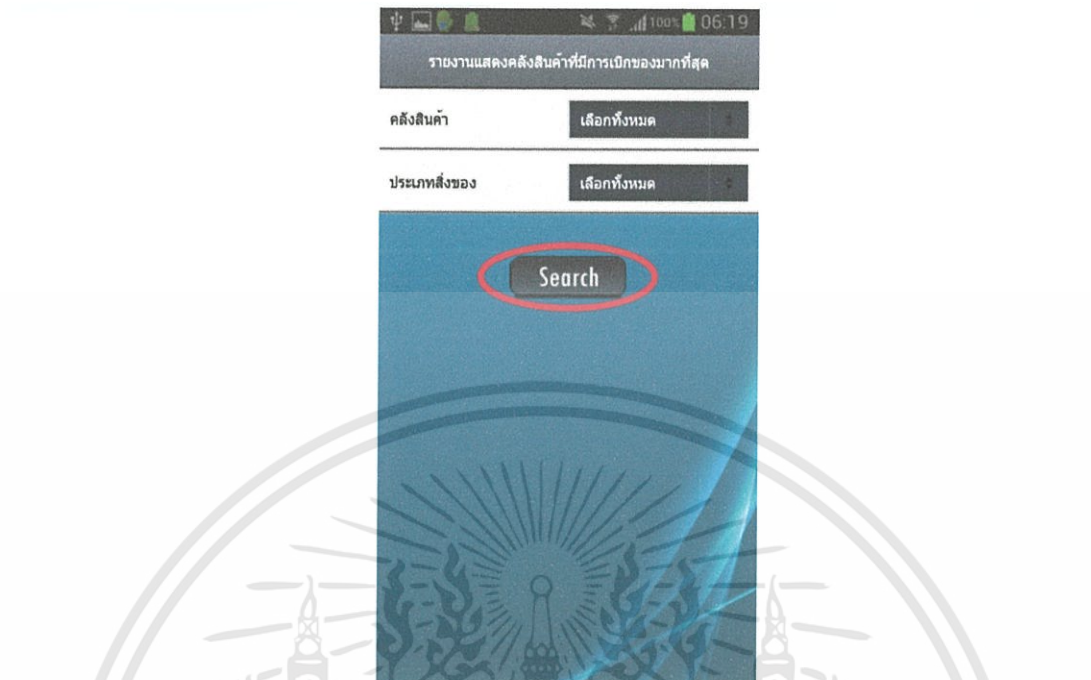 100% 06:19
รายงานแสดงคลังสินค้าที่มีการเบิกของมากที่สุด
คลังสินค้า เลือกทั้งหมด
ประเภทสิ่งของ เลือกทั้งหมด
Search